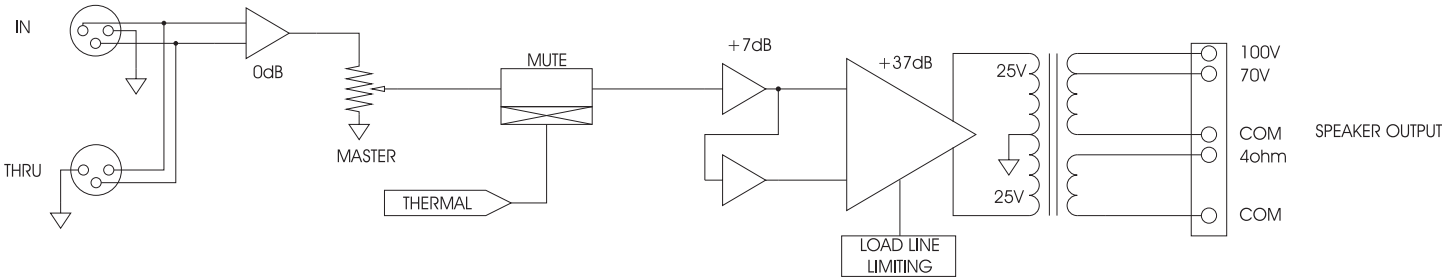 IN
0dB
THRU
MASTER
MUTE
THERMAL
+7dB
+37dB
LOAD LINE
LIMITING
25V
25V
100V
70V
COM
4ohm
COM
SPEAKER OUTPUT